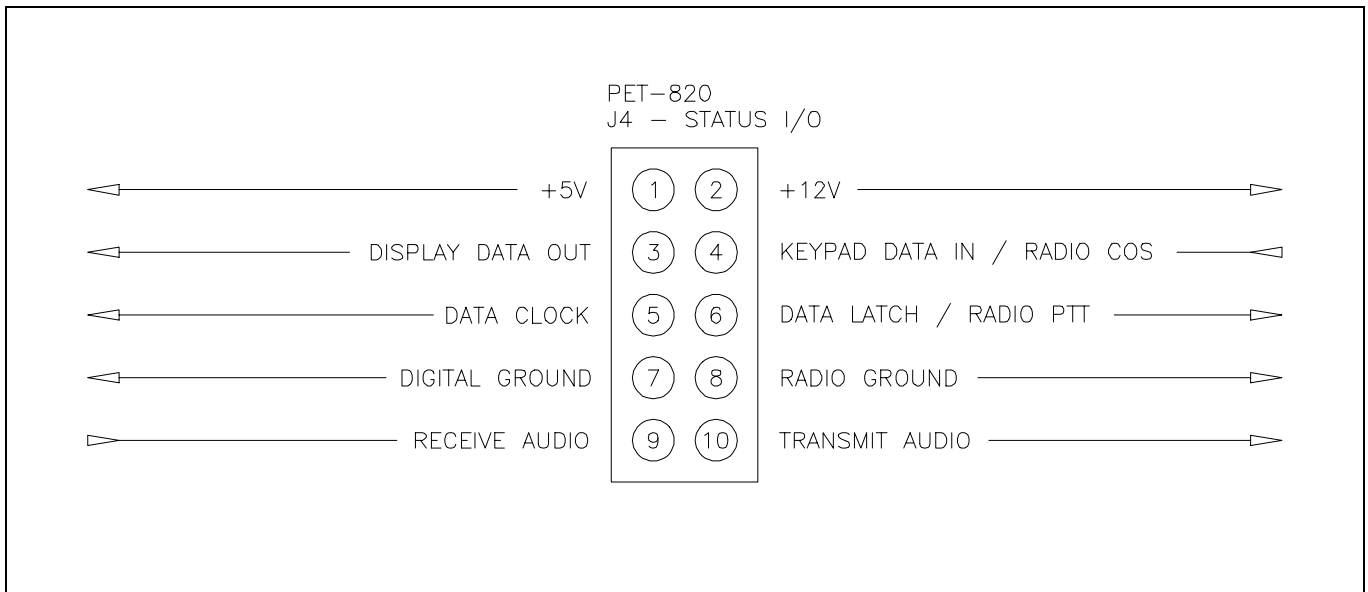 PET-820
J4 - STATUS I/O
+5V 1 2 +12V
DISPLAY DATA OUT 3 4 KEYPAD DATA IN / RADIO COS
DATA CLOCK 5 6 DATA LATCH / RADIO PTT
DIGITAL GROUND 7 8 RADIO GROUND
RECEIVE AUDIO 9 10 TRANSMIT AUDIO